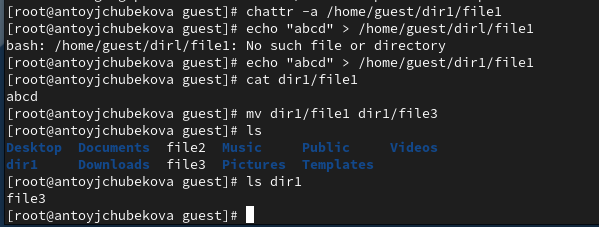 [root@antoyjchubekova guest]# chattr -a /home/guest/dir1/file1
[root@antoyjchubekova guest]# echo "abcd" > /home/guest/dirl/file1
bash: /home/guest/dirl/file1: No such file or directory
[root@antoyjchubekova guest]# echo "abcd" > /home/guest/dir1/file1
[root@antoyjchubekova guest]# cat dir1/file1
abcd
[root@antoyjchubekova guest]# mv dir1/file1 dir1/file3
[root@antoyjchubekova guest]# ls
Desktop  Documents  file2  Music     Public     Videos
dir1     Downloads  file3  Pictures  Templates
[root@antoyjchubekova guest]# ls dir1
file3
[root@antoyjchubekova guest]#